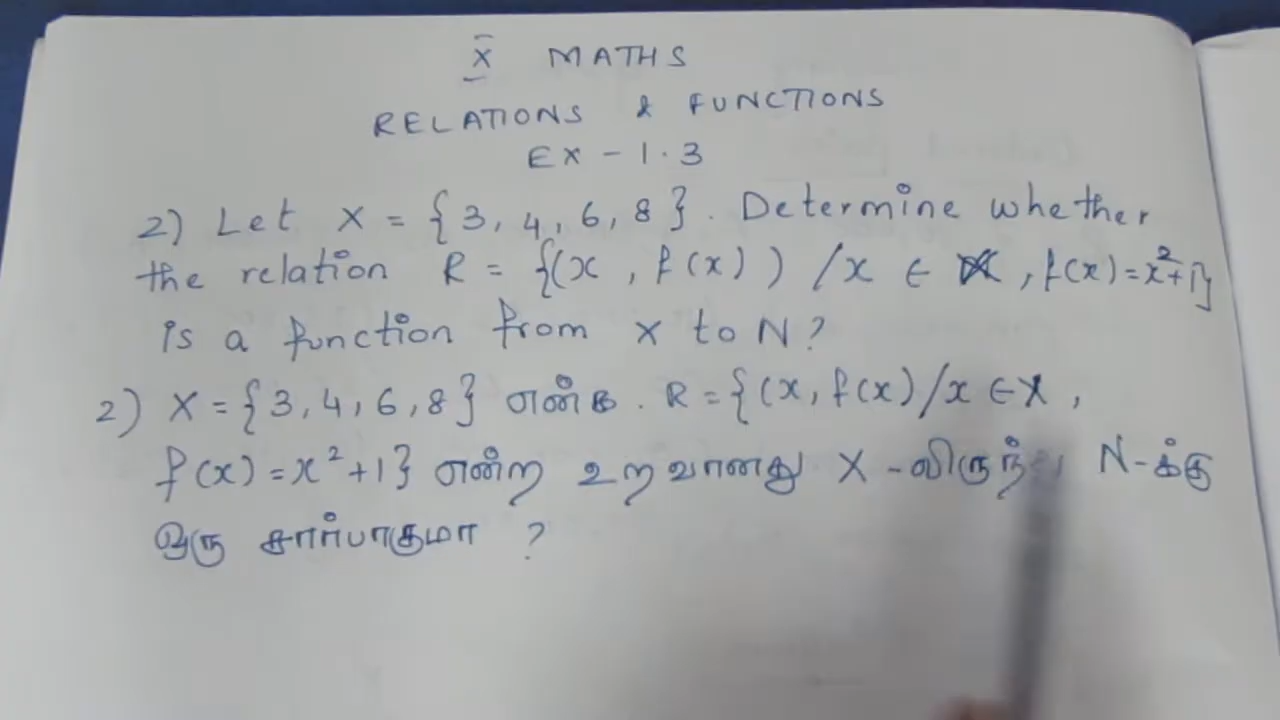 X MATHS
RELATIONS & FUNCTIONS
EX - 1.3
2) Let X = {3, 4, 6, 8}. Determine whether
the relation R = {(x, f(x)) / x ∈ X, f(x) = x²+1}
is a function from X to N?
2) X = {3, 4, 6, 8} என்க. R = {(x, f(x) / x ∈ X,
f(x) = x² + 1} என்ற உறவானது X - N-க்கு
ஒரு சார்பாகுமா ?